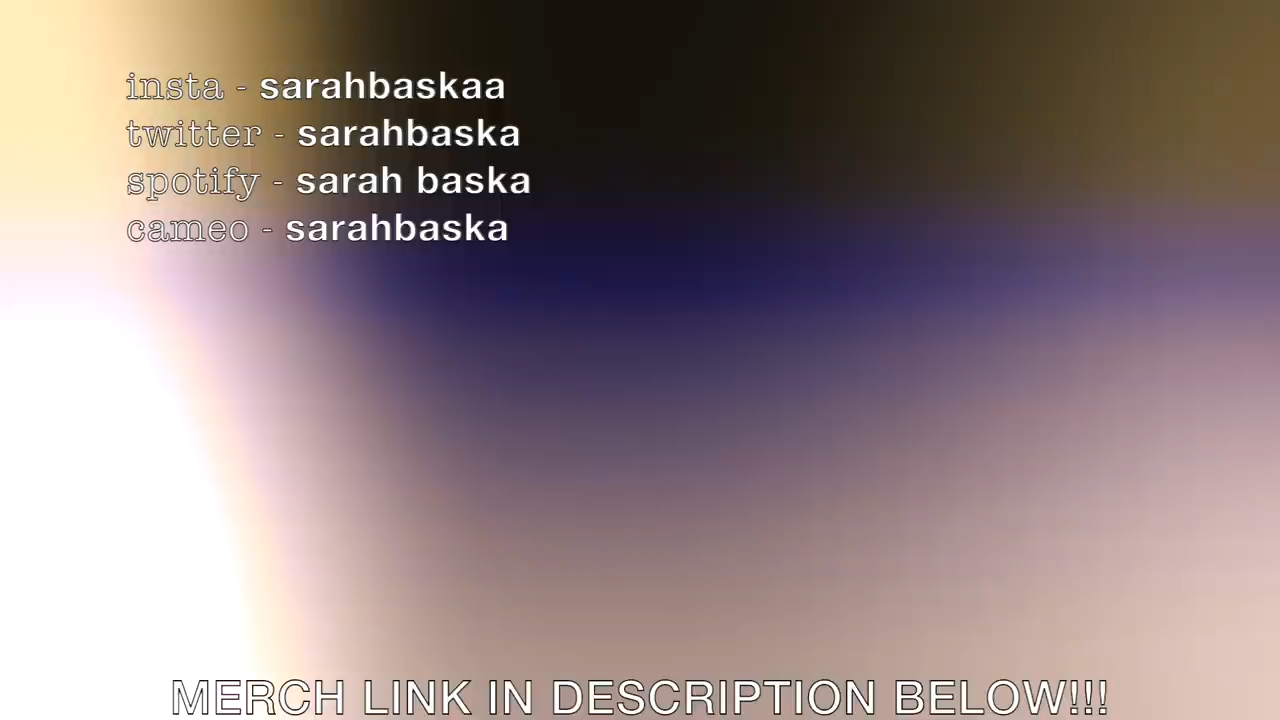 insta - sarahbaskaa
twitter - sarahbaska
spotify - sarah baska
cameo - sarahbaska
MERCH LINK IN DESCRIPTION BELOW!!!